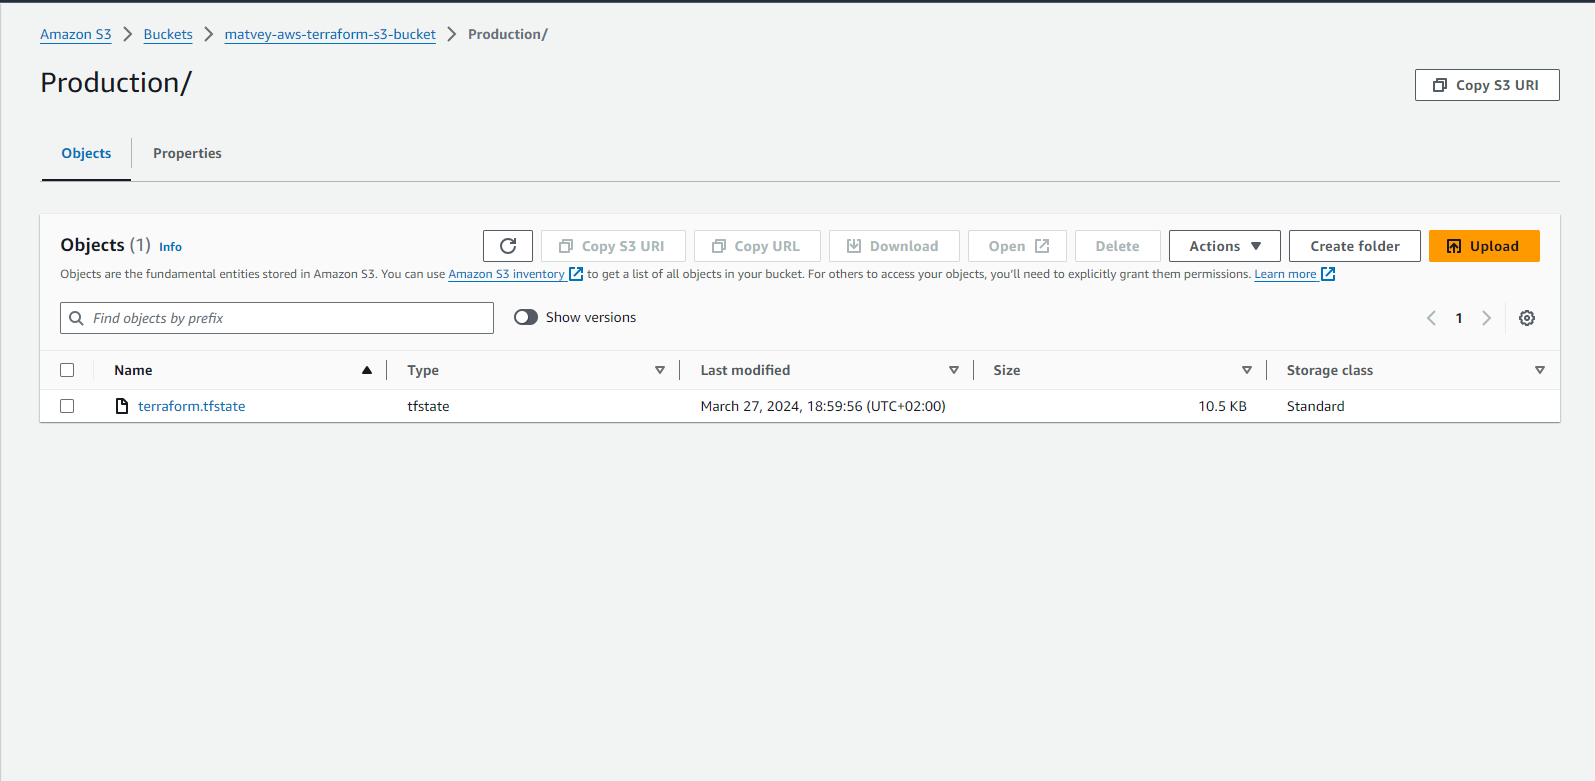 Amazon S3 Buckets matvey-aws-terraform-s3-bucket Production/
Production/
Copy S3 URI
Objects Properties
Objects (1) Info
Copy S3 URI Copy URL Download Open Delete Actions Create folder Upload
Objects are the fundamental entities stored in Amazon S3. You can use Amazon S3 inventory to get a list of all objects in your bucket. For others to access your objects, you'll need to explicitly grant them permissions. Learn more
Find objects by prefix Show versions 1
Name Type Last modified Size Storage class
terraform.tfstate tfstate March 27, 2024, 18:59:56 (UTC+02:00) 10.5 KB Standard